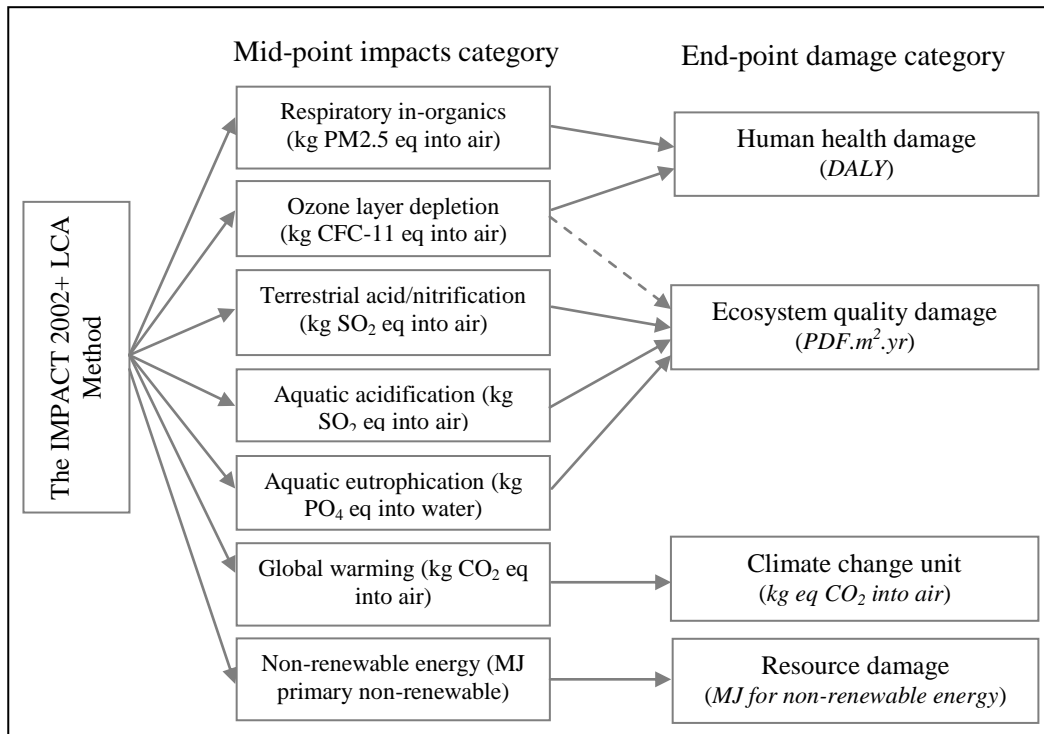 Mid-point impacts category
End-point damage category
The IMPACT 2002+ LCA
Method
Respiratory in-organics
(kg PM2.5 eq into air)
Ozone layer depletion
(kg CFC-11 eq into air)
Terrestrial acid/nitrification
(kg SO₂ eq into air)
Aquatic acidification (kg
SO₂ eq into air)
Aquatic eutrophication (kg
PO₄ eq into water)
Global warming (kg CO₂ eq
into air)
Non-renewable energy (MJ
primary non-renewable)
Human health damage
(DALY)
Ecosystem quality damage
(PDF.m².yr)
Climate change unit
(kg eq CO₂ into air)
Resource damage
(MJ for non-renewable energy)